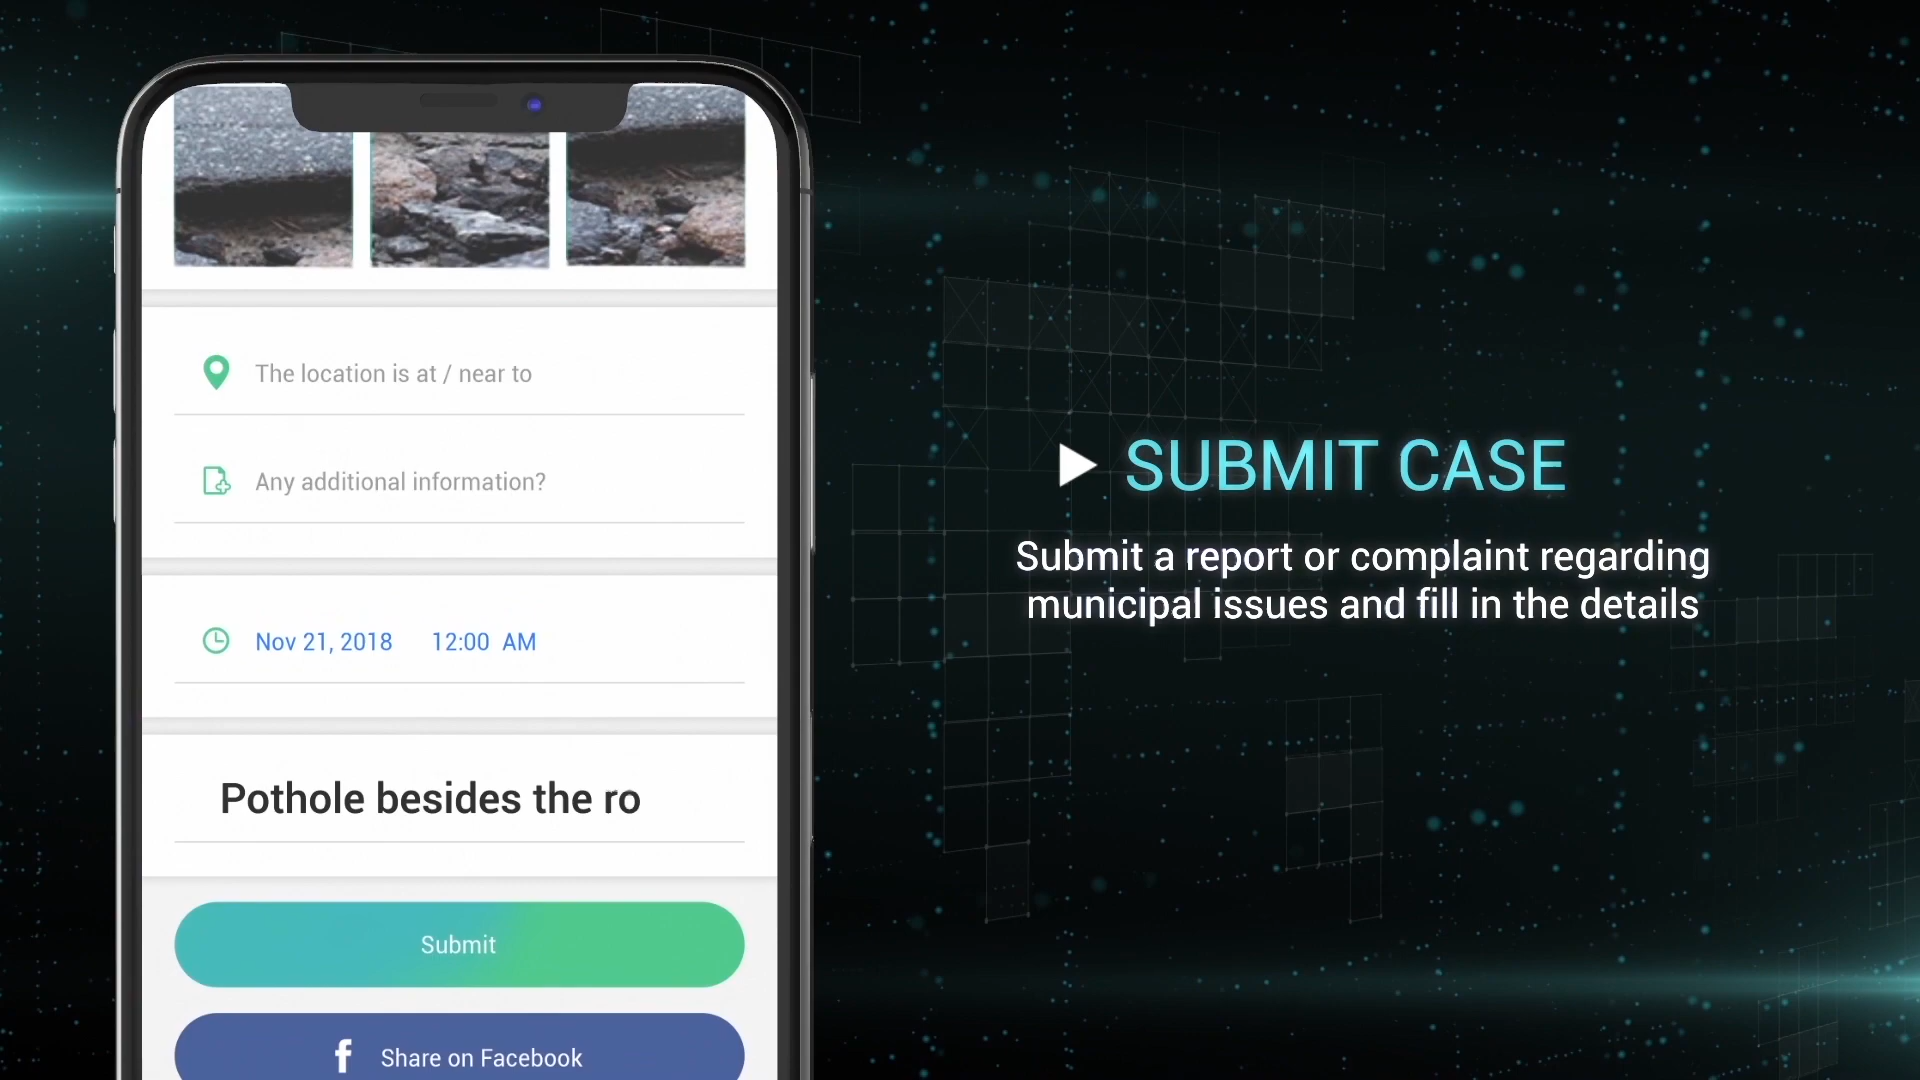 The location is at / near to
Any additional information?
Nov 21, 2018 12:00 AM
Pothole besides the ro
Submit
f Share on Facebook
SUBMIT CASE
Submit a report or complaint regarding
municipal issues and fill in the details